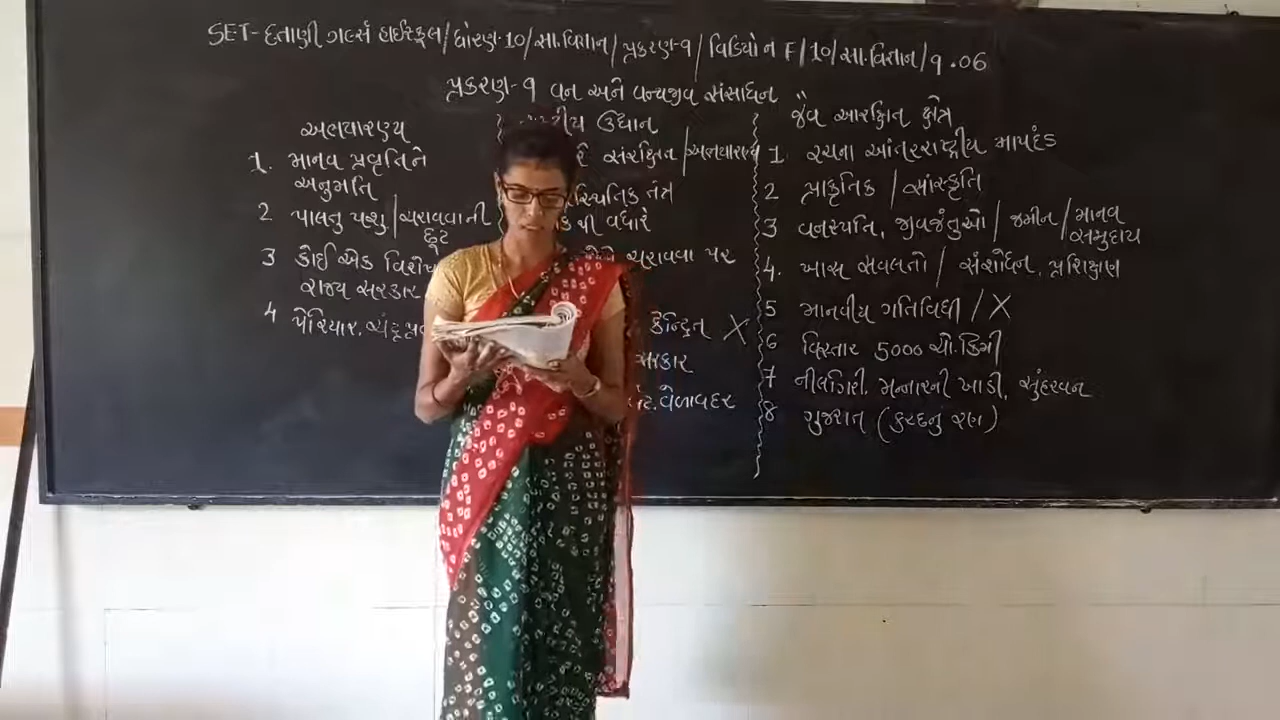 SET-દતાણી ગર્લ્સ હાઈસ્કૂલ/ધોરણ-10/સા.વિજ્ઞાન/પ્રકરણ-૧/વિડિયો ન F/10/સા.વિજ્ઞાન/9.06
પ્રકરણ-૧ વન અને વન્યજીવ સંસાધન
અભયારણ્ય
1. માનવ પ્રવૃત્તિને
અનુમતિ
2 પાલતુ પશુ/ચરાવવાની
છૂટ
3 કોઈ એક
રાજ્ય સરકાર
4 પેરિયાર.
ઉદ્યાન
સંરક્ષિત/અભયારણ્ય
તંત્ર
થી વધારે
ચરાવવા પર
કેન્દ્રિત X
સરકાર
વેળાવદર
જૈવ આરક્ષિત ક્ષેત્ર
1. રચના આંતરરાષ્ટ્રીય માપદંડ
2 પ્રાકૃતિક/સાંસ્કૃતિ
3 વનસ્પતિ, જીવજંતુઓ/જમીન/માનવ
સમુદાય
4. ખાસ સવલતો/સંશોધન, પ્રશિક્ષણ
5 માનવીય ગતિવિધી/X
6 વિસ્તાર 5000 ચો.કિમી
7 નીલગિરી, મન્નારની ખાડી, સુંદરવન
8 ગુજરાત (કચ્છનું રણ)